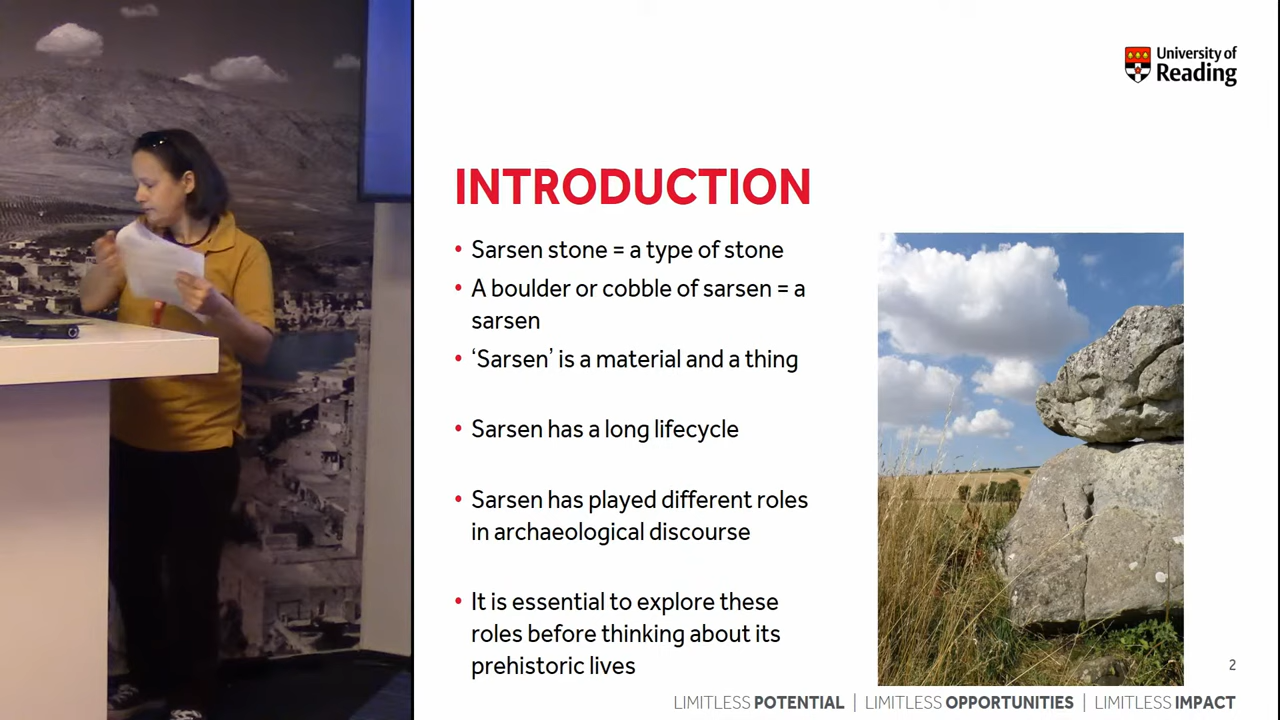 University of
Reading
INTRODUCTION
• Sarsen stone = a type of stone
• A boulder or cobble of sarsen = a
sarsen
• ‘Sarsen’ is a material and a thing
• Sarsen has a long lifecycle
• Sarsen has played different roles
in archaeological discourse
• It is essential to explore these
roles before thinking about its
prehistoric lives
2
LIMITLESS POTENTIAL | LIMITLESS OPPORTUNITIES | LIMITLESS IMPACT